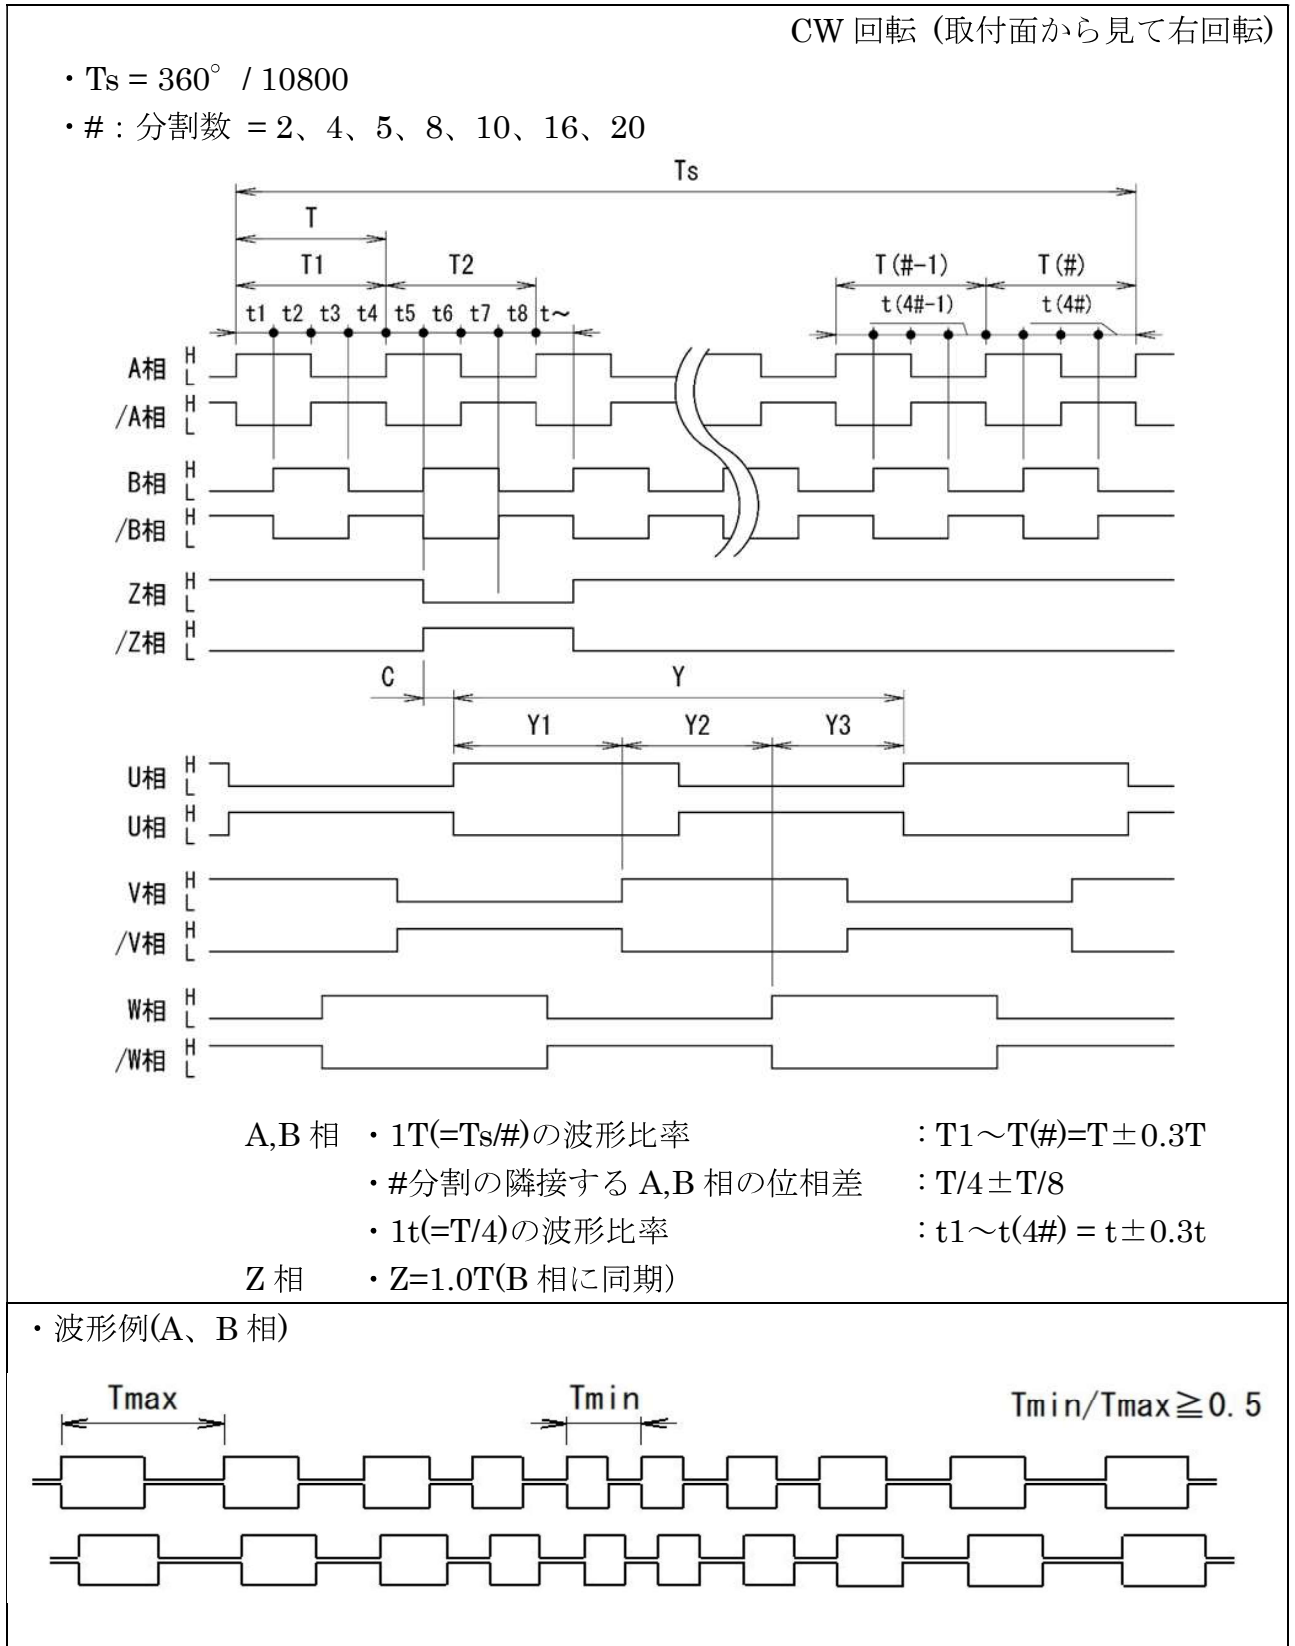 CW 回転 (取付面から見て右回転)
・Ts = 360° / 10800
・#：分割数 = 2、4、5、8、10、16、20
Ts
T
T1 T2 T(#-1) T(#)
t1 t2 t3 t4 t5 t6 t7 t8 t～ t(4#-1) t(4#)
A相 H L
/A相 H L
B相 H L
/B相 H L
Z相 H L
/Z相 H L
C Y
Y1 Y2 Y3
U相 H L
U相 H L
V相 H L
/V相 H L
W相 H L
/W相 H L
A,B 相 ・1T(=Ts/#)の波形比率 ：T1～T(#)=T±0.3T
・#分割の隣接する A,B 相の位相差 ：T/4±T/8
・1t(=T/4)の波形比率 ：t1～t(4#) = t±0.3t
Z 相 ・Z=1.0T(B 相に同期)
・波形例(A、B 相)
Tmax Tmin Tmin/Tmax≧0.5